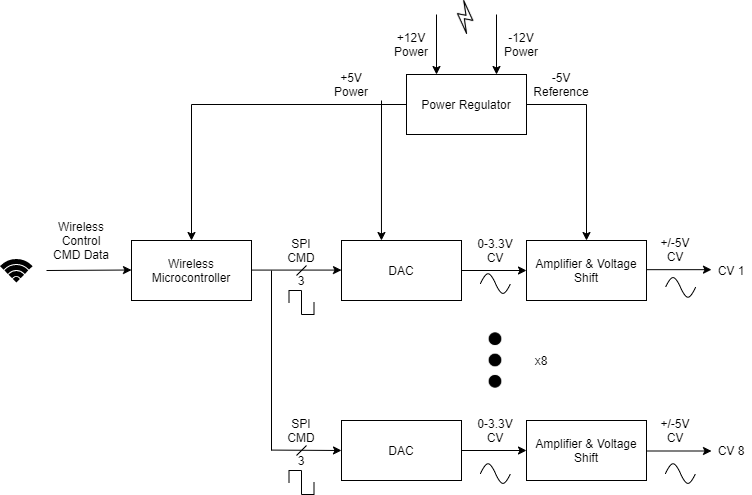 +12V
Power
-12V
Power
+5V
Power
-5V
Reference
Power Regulator
Wireless
Control
CMD Data
Wireless
Microcontroller
SPI
CMD
3
DAC
0-3.3V
CV
Amplifier & Voltage
Shift
+/-5V
CV
CV 1
x8
SPI
CMD
3
DAC
0-3.3V
CV
Amplifier & Voltage
Shift
+/-5V
CV
CV 8